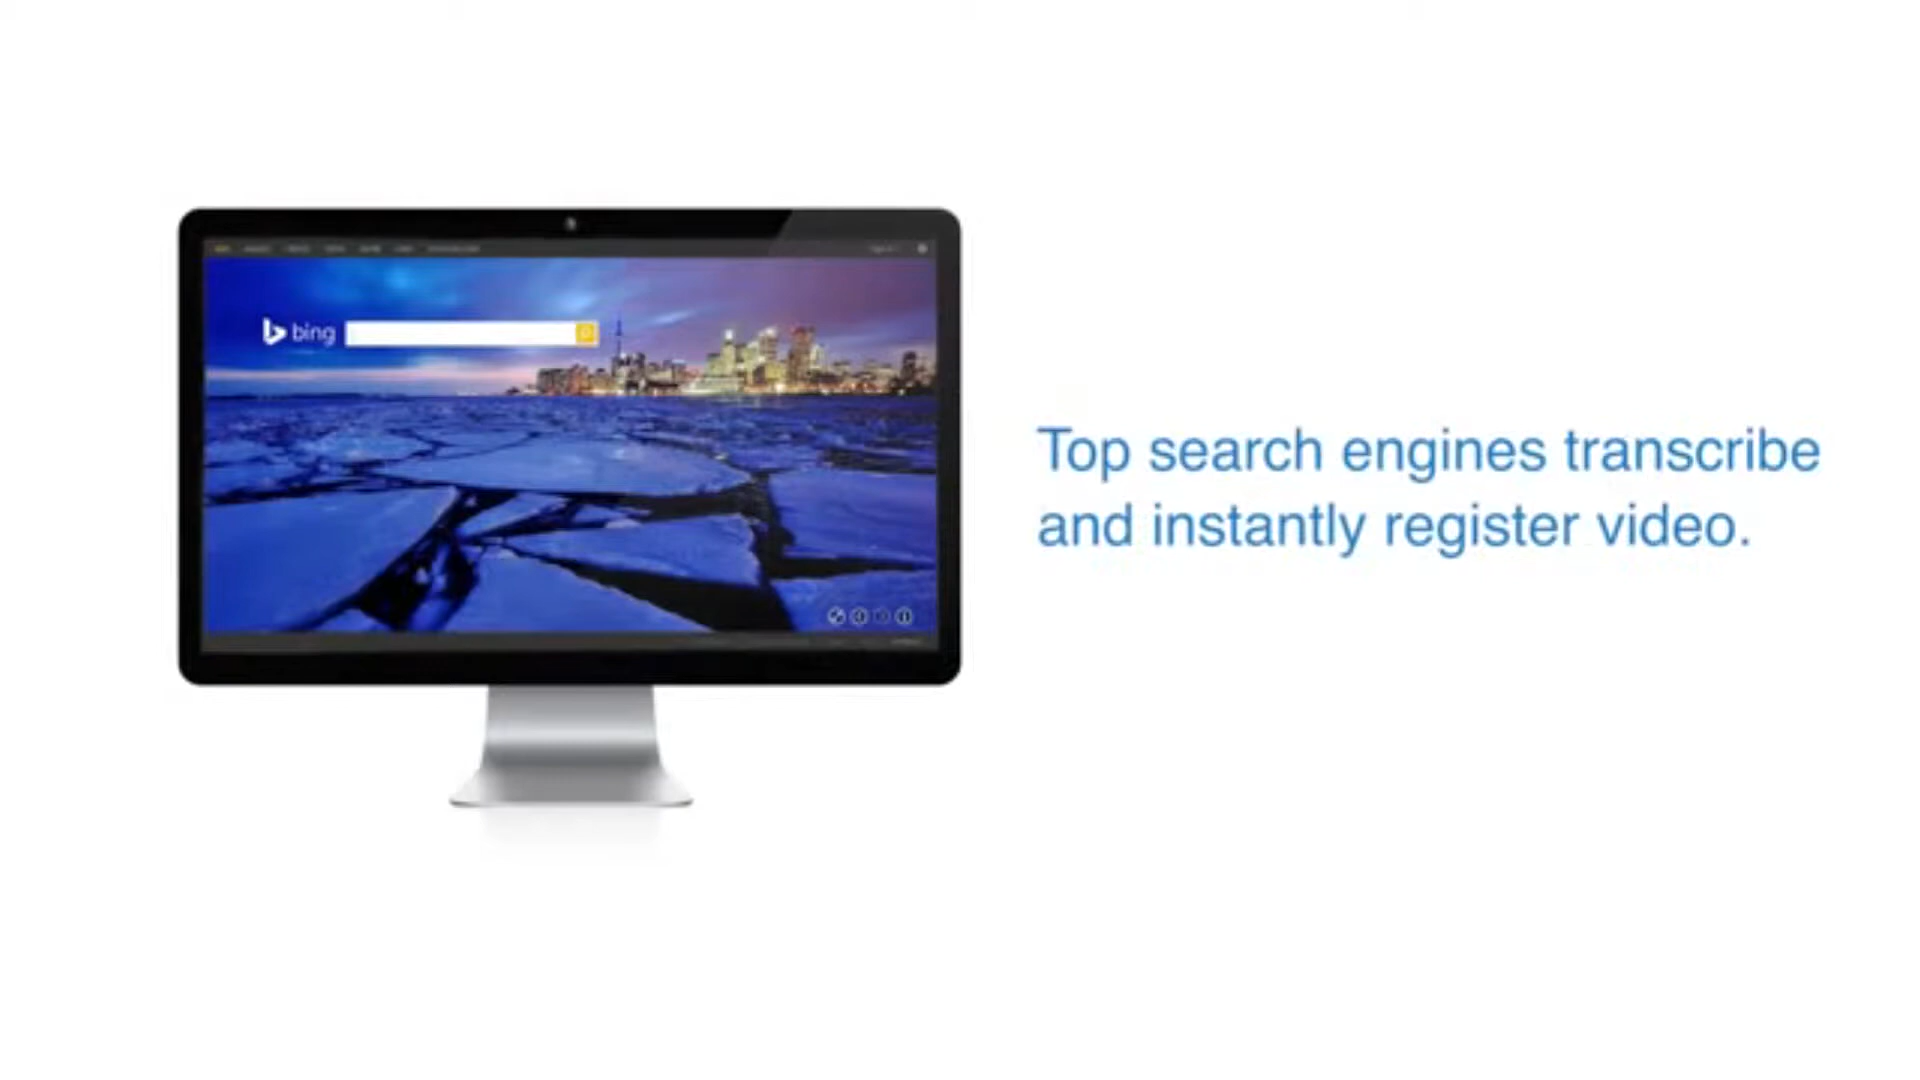 bing
Top search engines transcribe
and instantly register video.